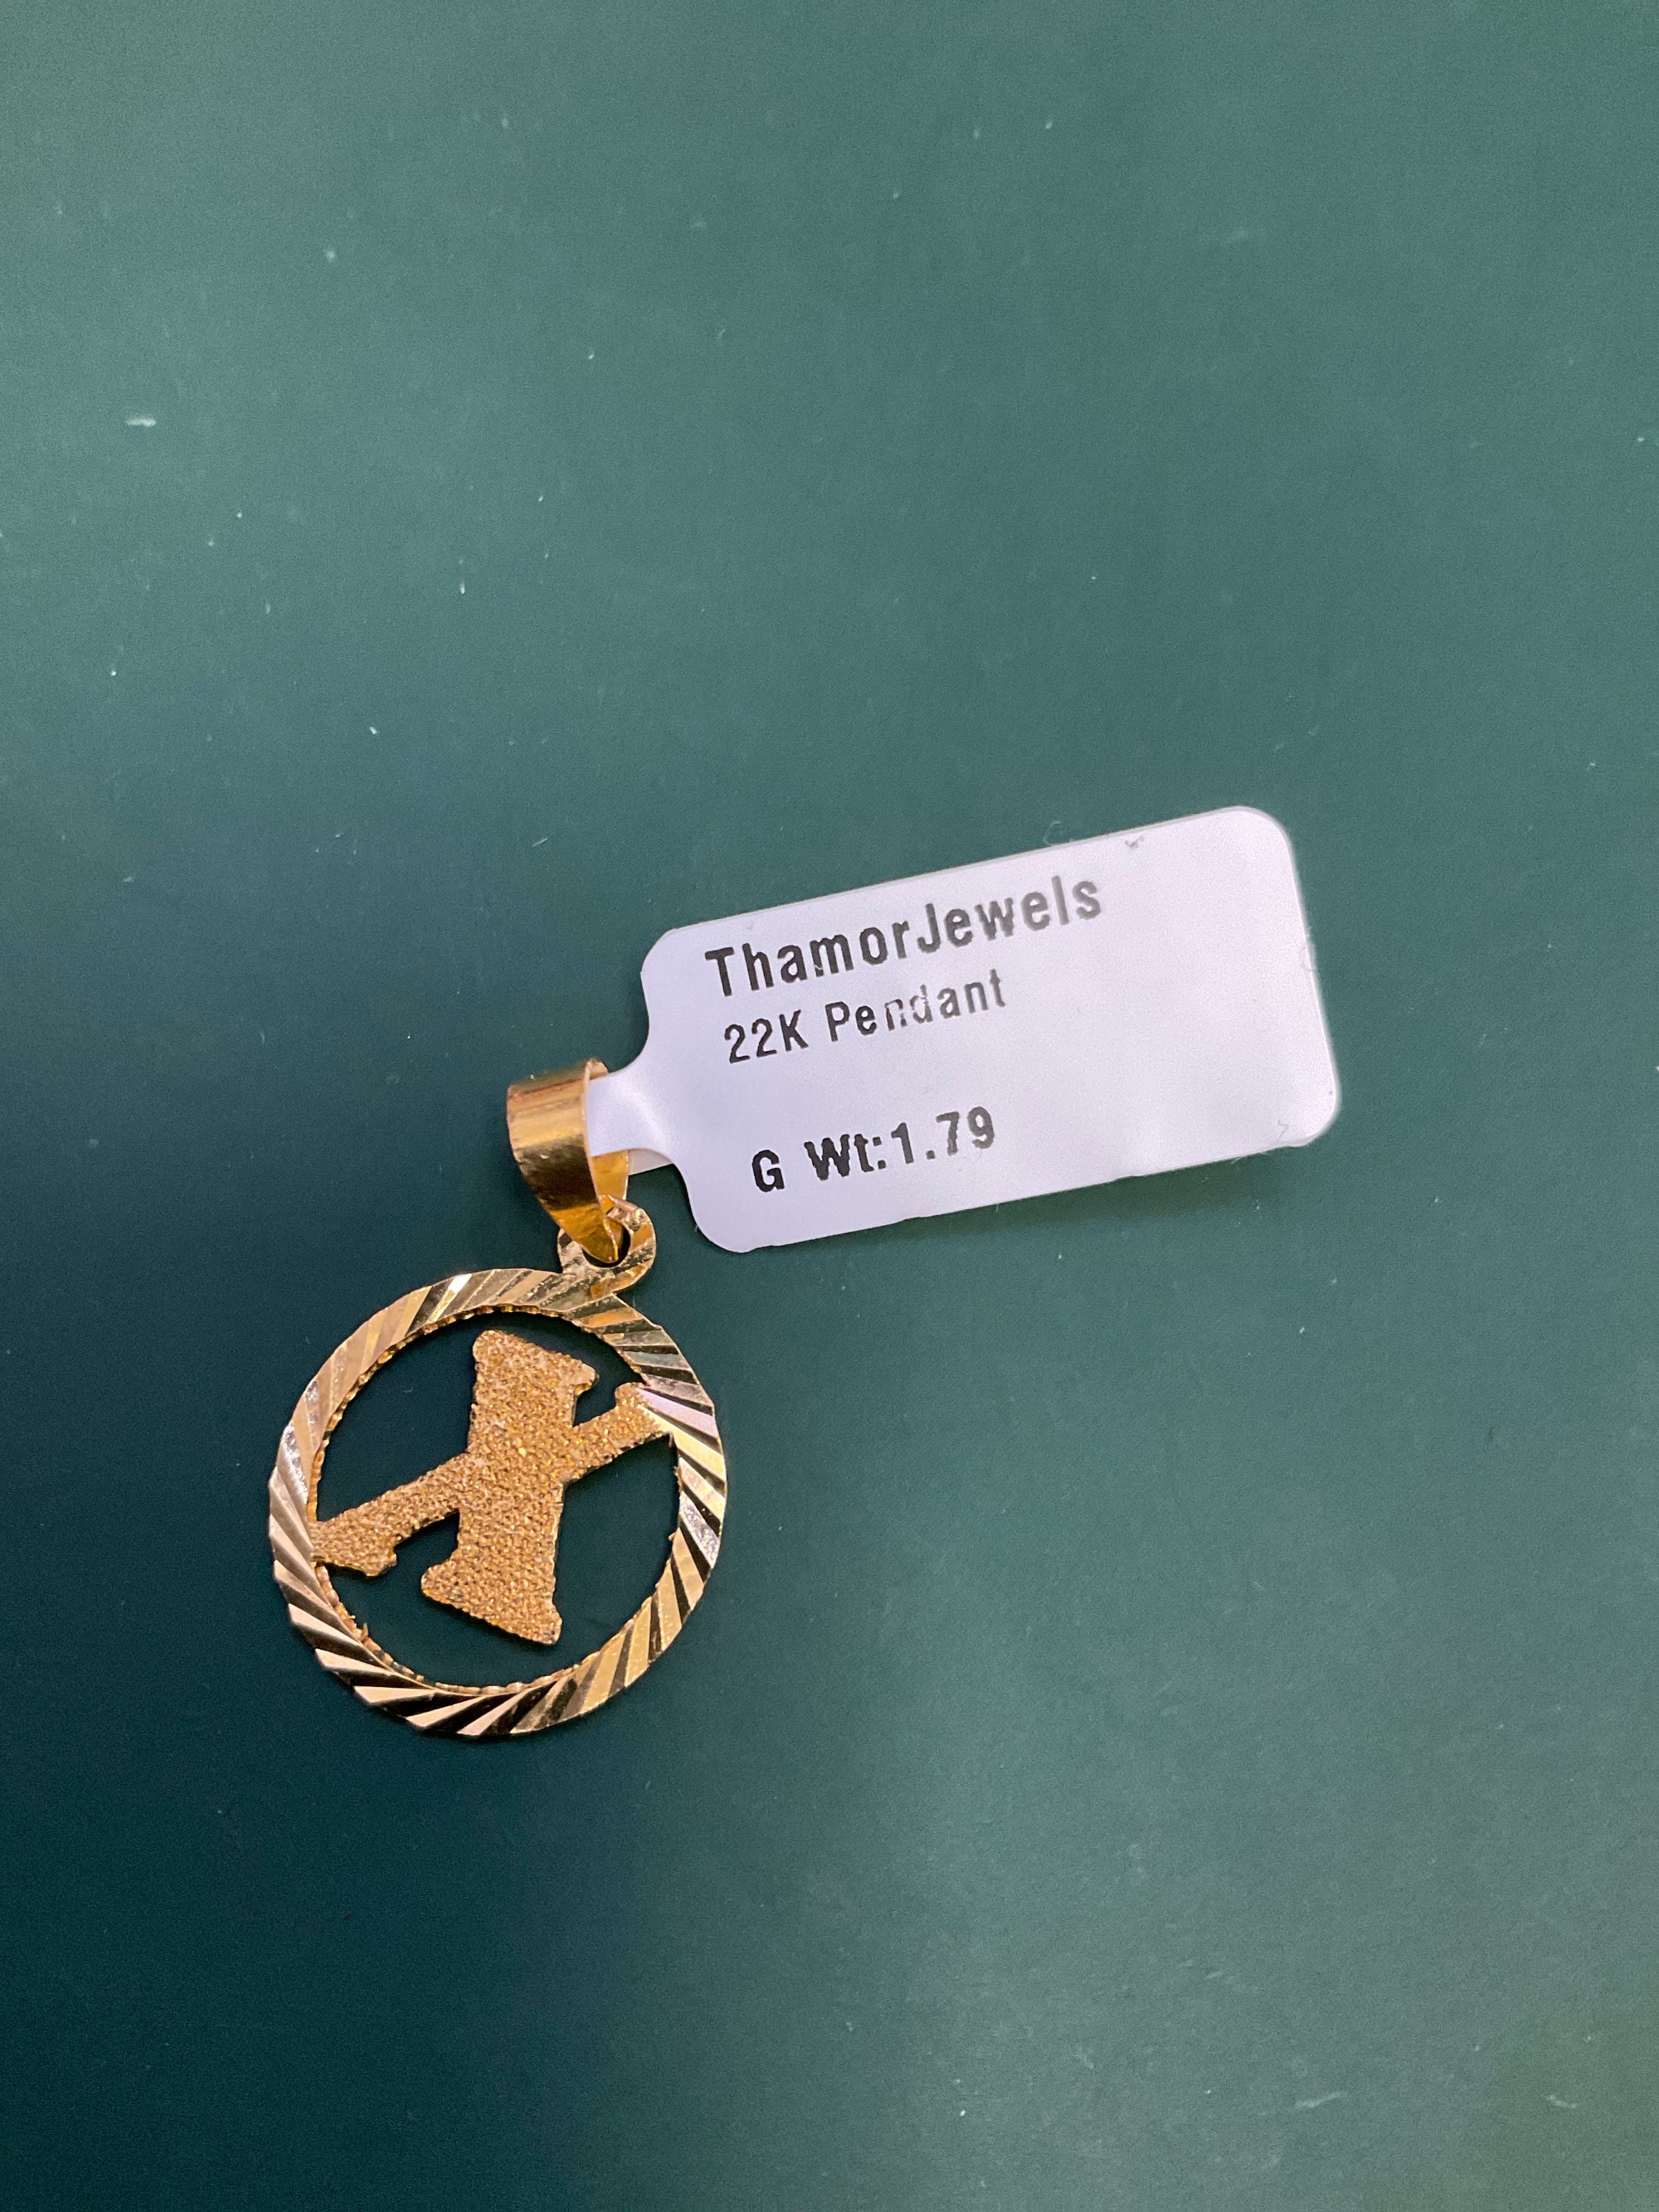 ThamorJewels
22K Pendant
G Wt:1.79
X